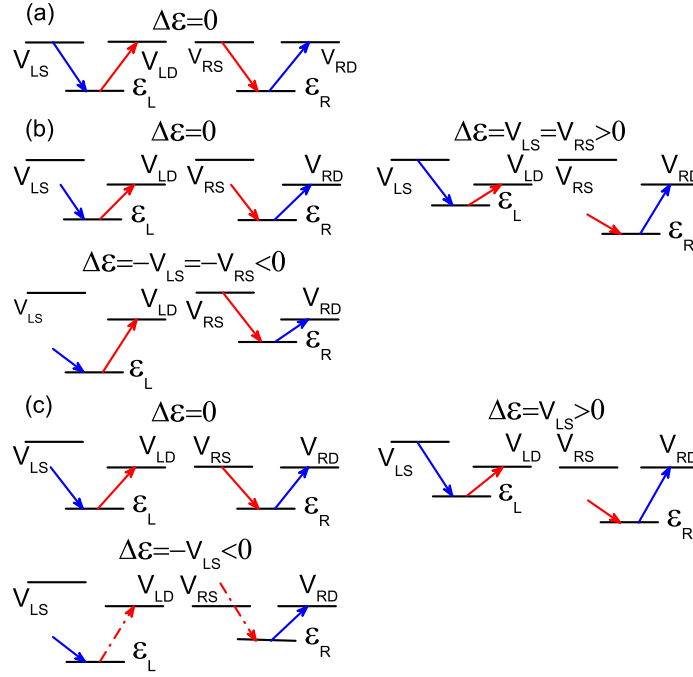 (a)
Δε=0
V_LS V_LD V_RS V_RD
ε_L ε_R
(b)
Δε=0
V_LS V_LD V_RS V_RD
ε_L ε_R
Δε=V_LS=V_RS>0
V_LS V_LD V_RS V_RD
ε_L ε_R
Δε=−V_LS=−V_RS<0
V_LS V_LD V_RS V_RD
ε_L ε_R
(c)
Δε=0
V_LS V_LD V_RS V_RD
ε_L ε_R
Δε=V_LS>0
V_LS V_LD V_RS V_RD
ε_L ε_R
Δε=−V_LS<0
V_LS V_LD V_RS V_RD
ε_L ε_R